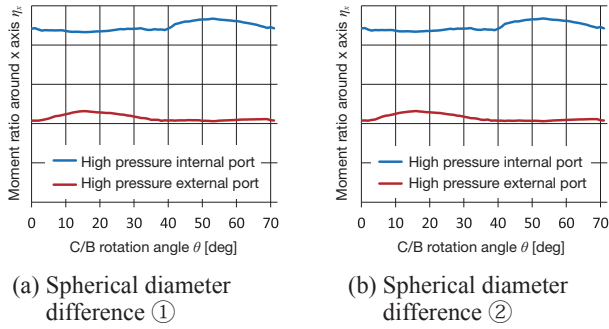 Moment ratio around x axis ηx
High pressure internal port
High pressure external port
0 10 20 30 40 50 60 70
C/B rotation angle θ [deg]
(a) Spherical diameter
difference ①
Moment ratio around x axis ηx
High pressure internal port
High pressure external port
0 10 20 30 40 50 60 70
C/B rotation angle θ [deg]
(b) Spherical diameter
difference ②